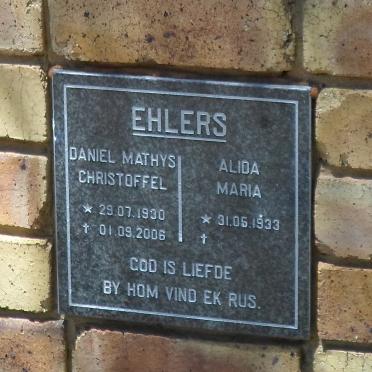 EHLERS
DANIEL MATHYS
CHRISTOFFEL
* 29.07.1930
† 01.09.2006
ALIDA
MARIA
* 31.05.1933
†
GOD IS LIEFDE
BY HOM VIND EK RUS.